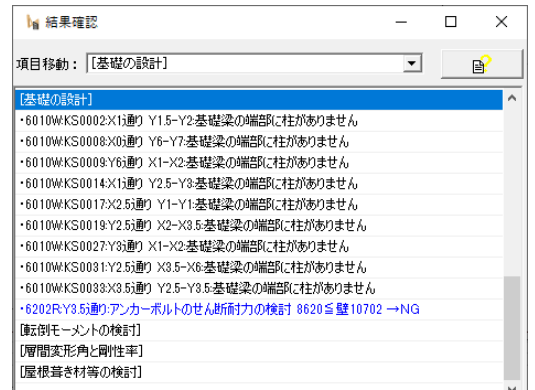 結果確認
項目移動： [基礎の設計]
[基礎の設計]
・6010W:KS0002:X1通り Y1.5-Y2:基礎梁の端部に柱がありません
・6010W:KS0008:X0通り Y6-Y7:基礎梁の端部に柱がありません
・6010W:KS0009:Y6通り X1-X2:基礎梁の端部に柱がありません
・6010W:KS0014:X1通り Y2.5-Y3:基礎梁の端部に柱がありません
・6010W:KS0017:X2.5通り Y1-Y1:基礎梁の端部に柱がありません
・6010W:KS0019:Y2.5通り X2-X3.5:基礎梁の端部に柱がありません
・6010W:KS0027:Y3通り X1-X2:基礎梁の端部に柱がありません
・6010W:KS0031:Y2.5通り X3.5-X6:基礎梁の端部に柱がありません
・6010W:KS0033:X3.5通り Y2.5-Y3.5:基礎梁の端部に柱がありません
・6202R:Y3.5通り:アンカーボルトのせん断耐力の検討 8620≦壁10702 →NG
[転倒モーメントの検討]
[層間変形角と剛性率]
[屋根葺き材等の検討]